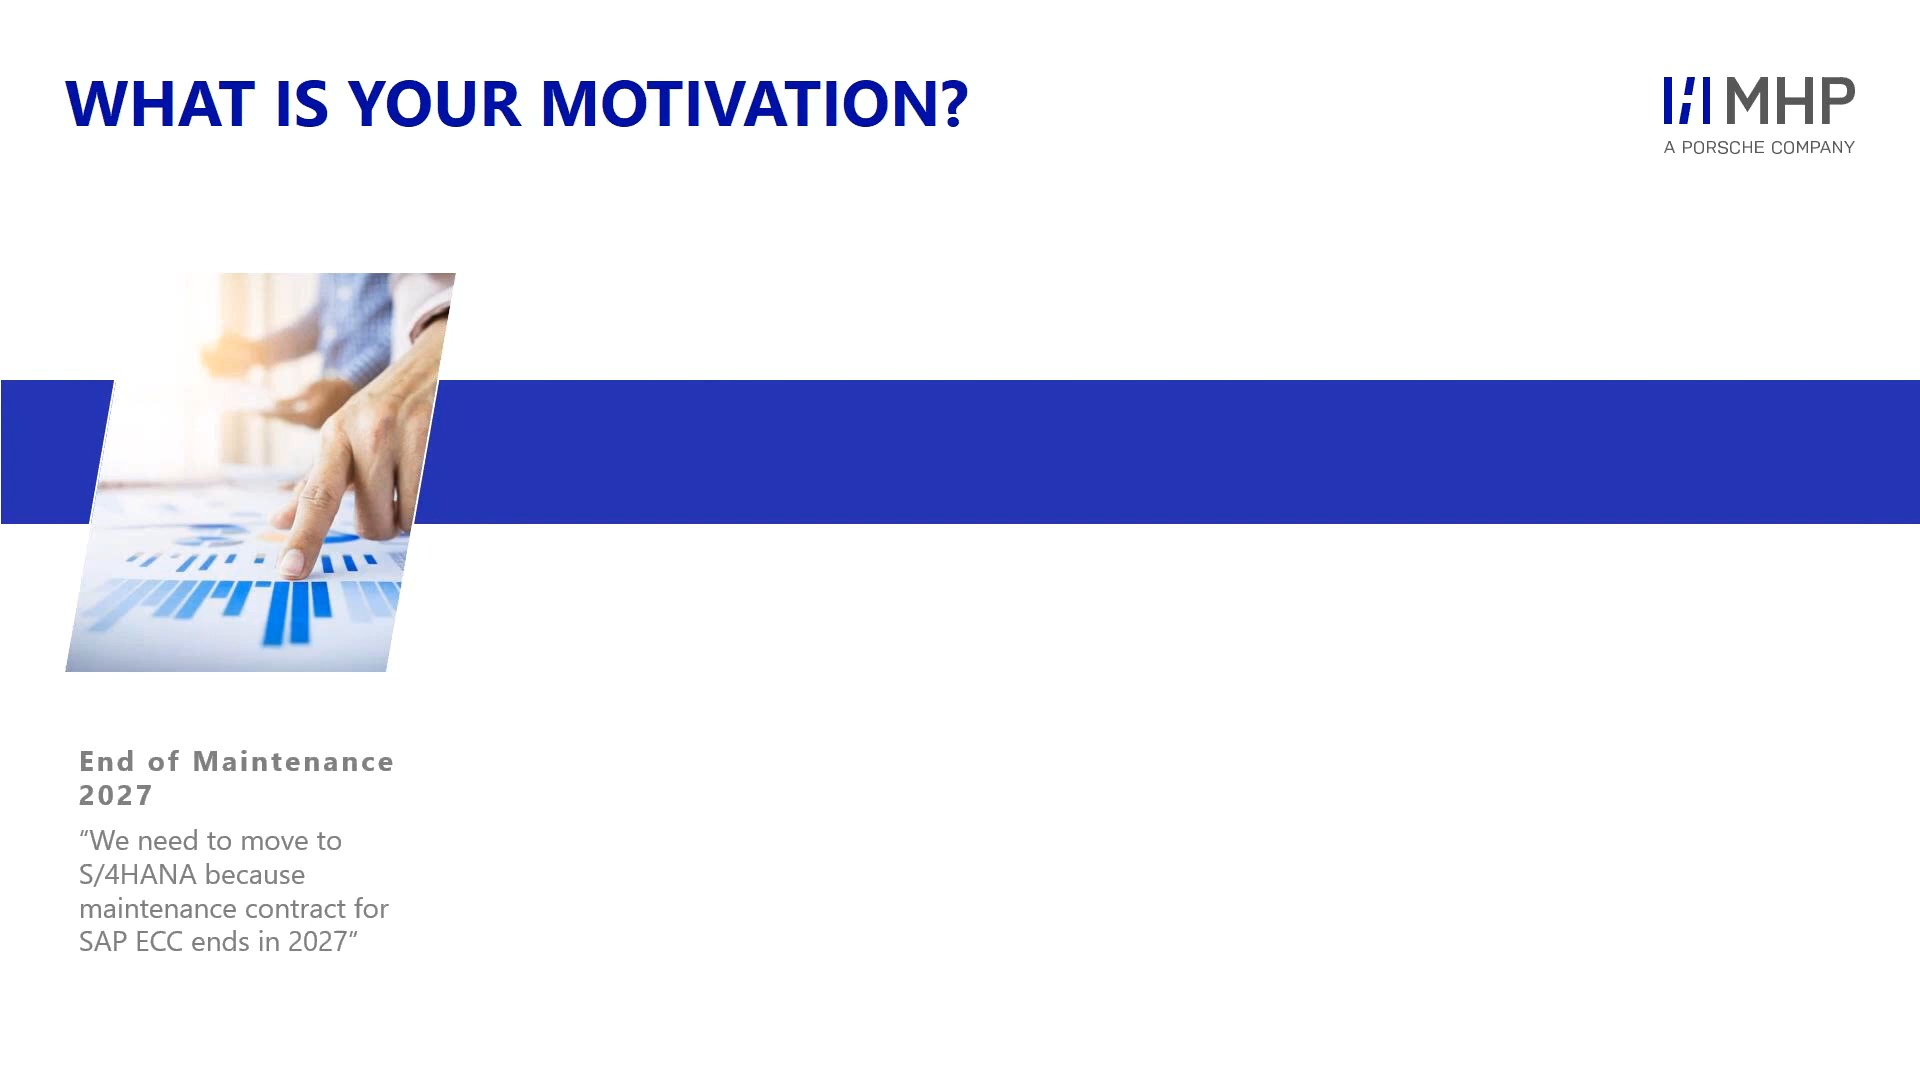 WHAT IS YOUR MOTIVATION?
MHP
A PORSCHE COMPANY
End of Maintenance
2027
“We need to move to
S/4HANA because
maintenance contract for
SAP ECC ends in 2027”